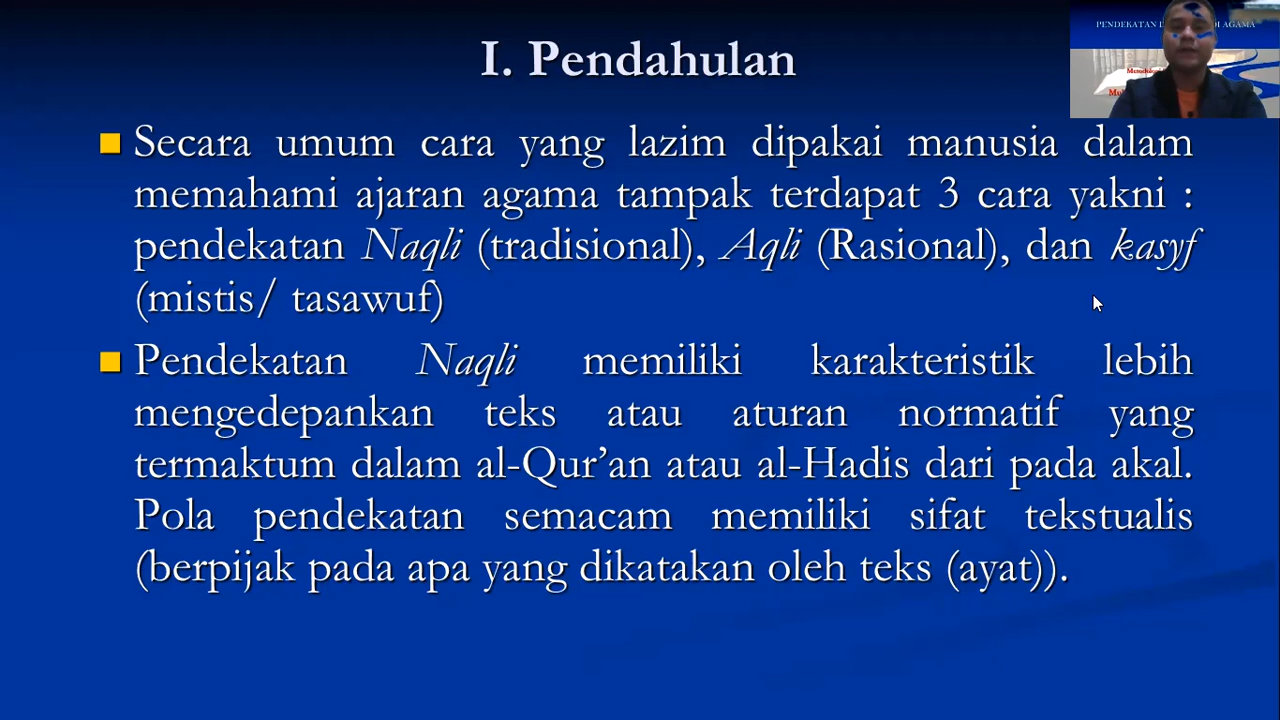 I. Pendahulan
PENDEKATAN
AGAMA
Secara umum cara yang lazim dipakai manusia dalam
memahami ajaran agama tampak terdapat 3 cara yakni :
pendekatan Naqli (tradisional), Aqli (Rasional), dan kasyf
(mistis/ tasawuf)
Pendekatan Naqli memiliki karakteristik lebih
mengedepankan teks atau aturan normatif yang
termaktum dalam al-Qur’an atau al-Hadis dari pada akal.
Pola pendekatan semacam memiliki sifat tekstualis
(berpijak pada apa yang dikatakan oleh teks (ayat)).